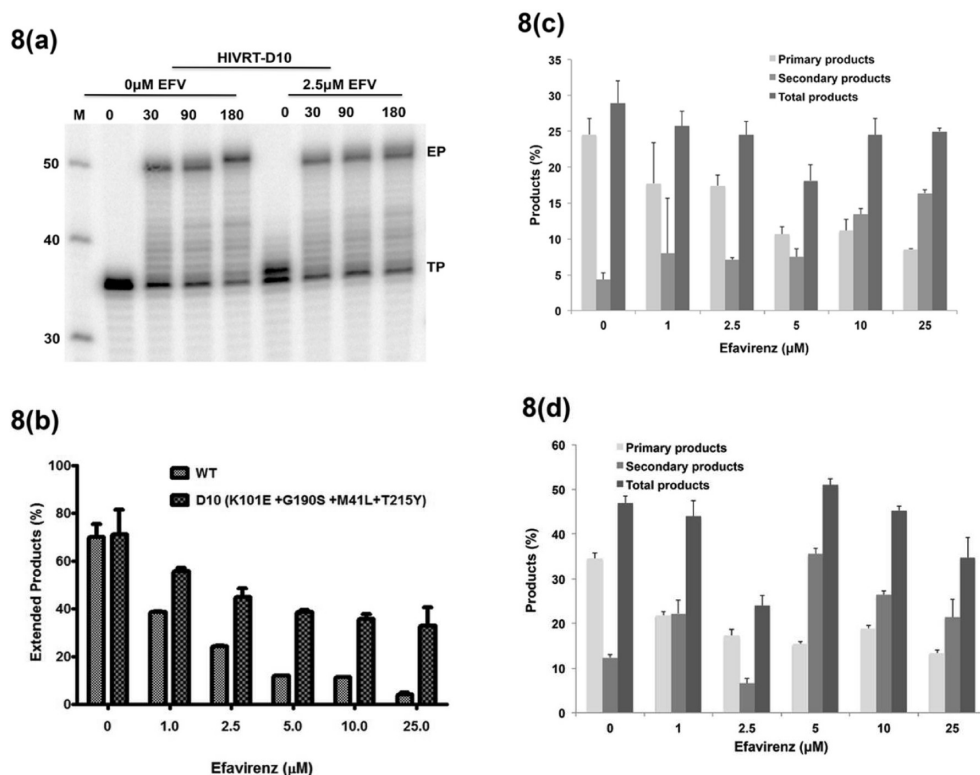 8(a)
HIVRT-D10
0µM EFV 2.5µM EFV
M 0 30 90 180 0 30 90 180
50 EP
40
TP
30
8(b)
Extended Products (%)
100
80
60
40
20
0
WT
D10 (K101E +G190S +M41L+T215Y)
0 1.0 2.5 5.0 10.0 25.0
Efavirenz (µM)
8(c)
Products (%)
35
30
25
20
15
10
5
0
Primary products
Secondary products
Total products
0 1 2.5 5 10 25
Efavirenz (µM)
8(d)
Products (%)
60
50
40
30
20
10
0
Primary products
Secondary products
Total products
0 1 2.5 5 10 25
Efavirenz (µM)